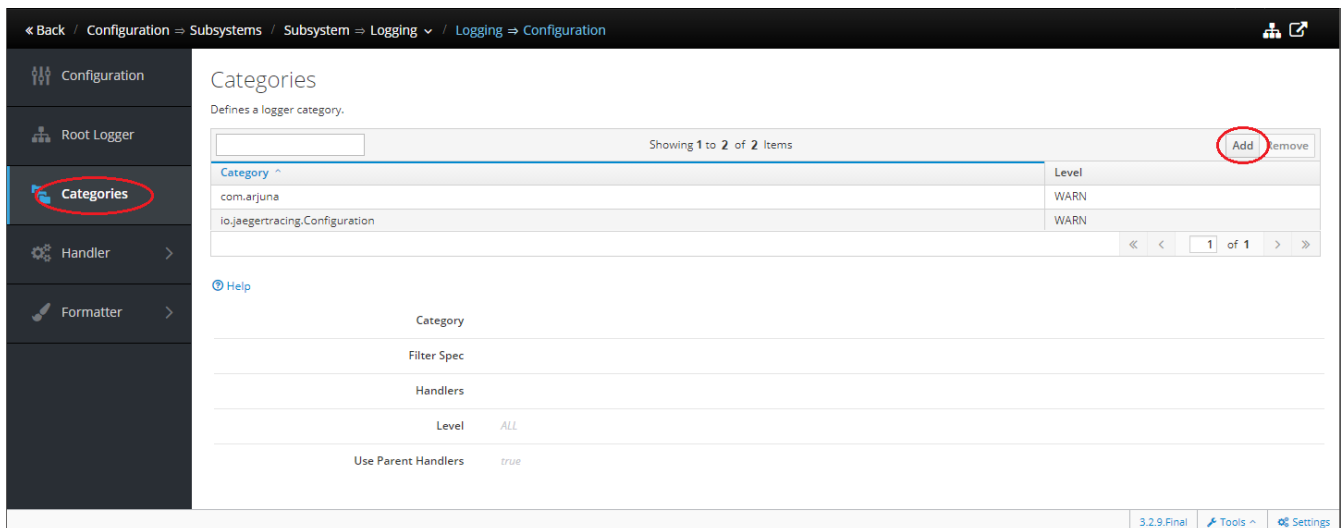 « Back / Configuration ⇒ Subsystems / Subsystem ⇒ Logging / Logging ⇒ Configuration
Configuration
Root Logger
Categories
Handler
Formatter
Categories
Defines a logger category.
Showing 1 to 2 of 2 Items
Add Remove
Category ^ Level
com.arjuna WARN
io.jaegertracing.Configuration WARN
« < 1 of 1 > »
Help
Category
Filter Spec
Handlers
Level ALL
Use Parent Handlers true
3.2.9.Final Tools ^ Settings